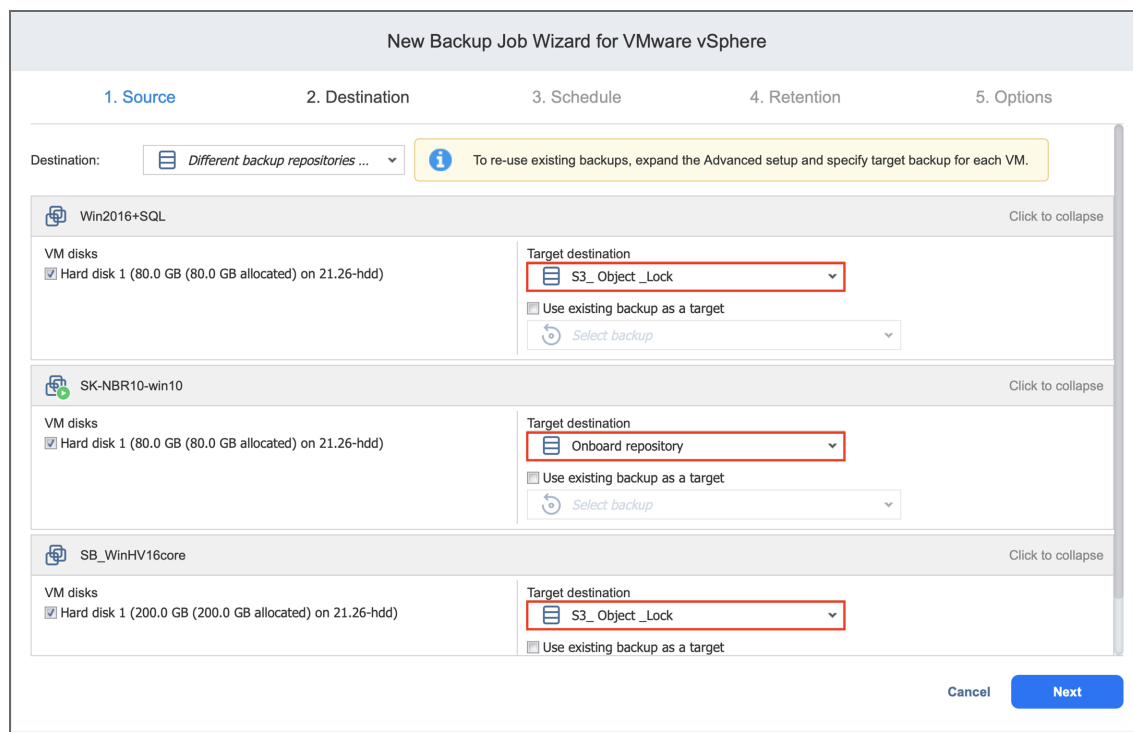 New Backup Job Wizard for VMware vSphere
1. Source 2. Destination 3. Schedule 4. Retention 5. Options
Destination: Different backup repositories ... To re-use existing backups, expand the Advanced setup and specify target backup for each VM.
Win2016+SQL Click to collapse
VM disks Target destination
Hard disk 1 (80.0 GB (80.0 GB allocated) on 21.26-hdd) S3_ Object _Lock
Use existing backup as a target
Select backup
SK-NBR10-win10 Click to collapse
VM disks Target destination
Hard disk 1 (80.0 GB (80.0 GB allocated) on 21.26-hdd) Onboard repository
Use existing backup as a target
Select backup
SB_WinHV16core Click to collapse
VM disks Target destination
Hard disk 1 (200.0 GB (200.0 GB allocated) on 21.26-hdd) S3_ Object _Lock
Use existing backup as a target
Cancel Next